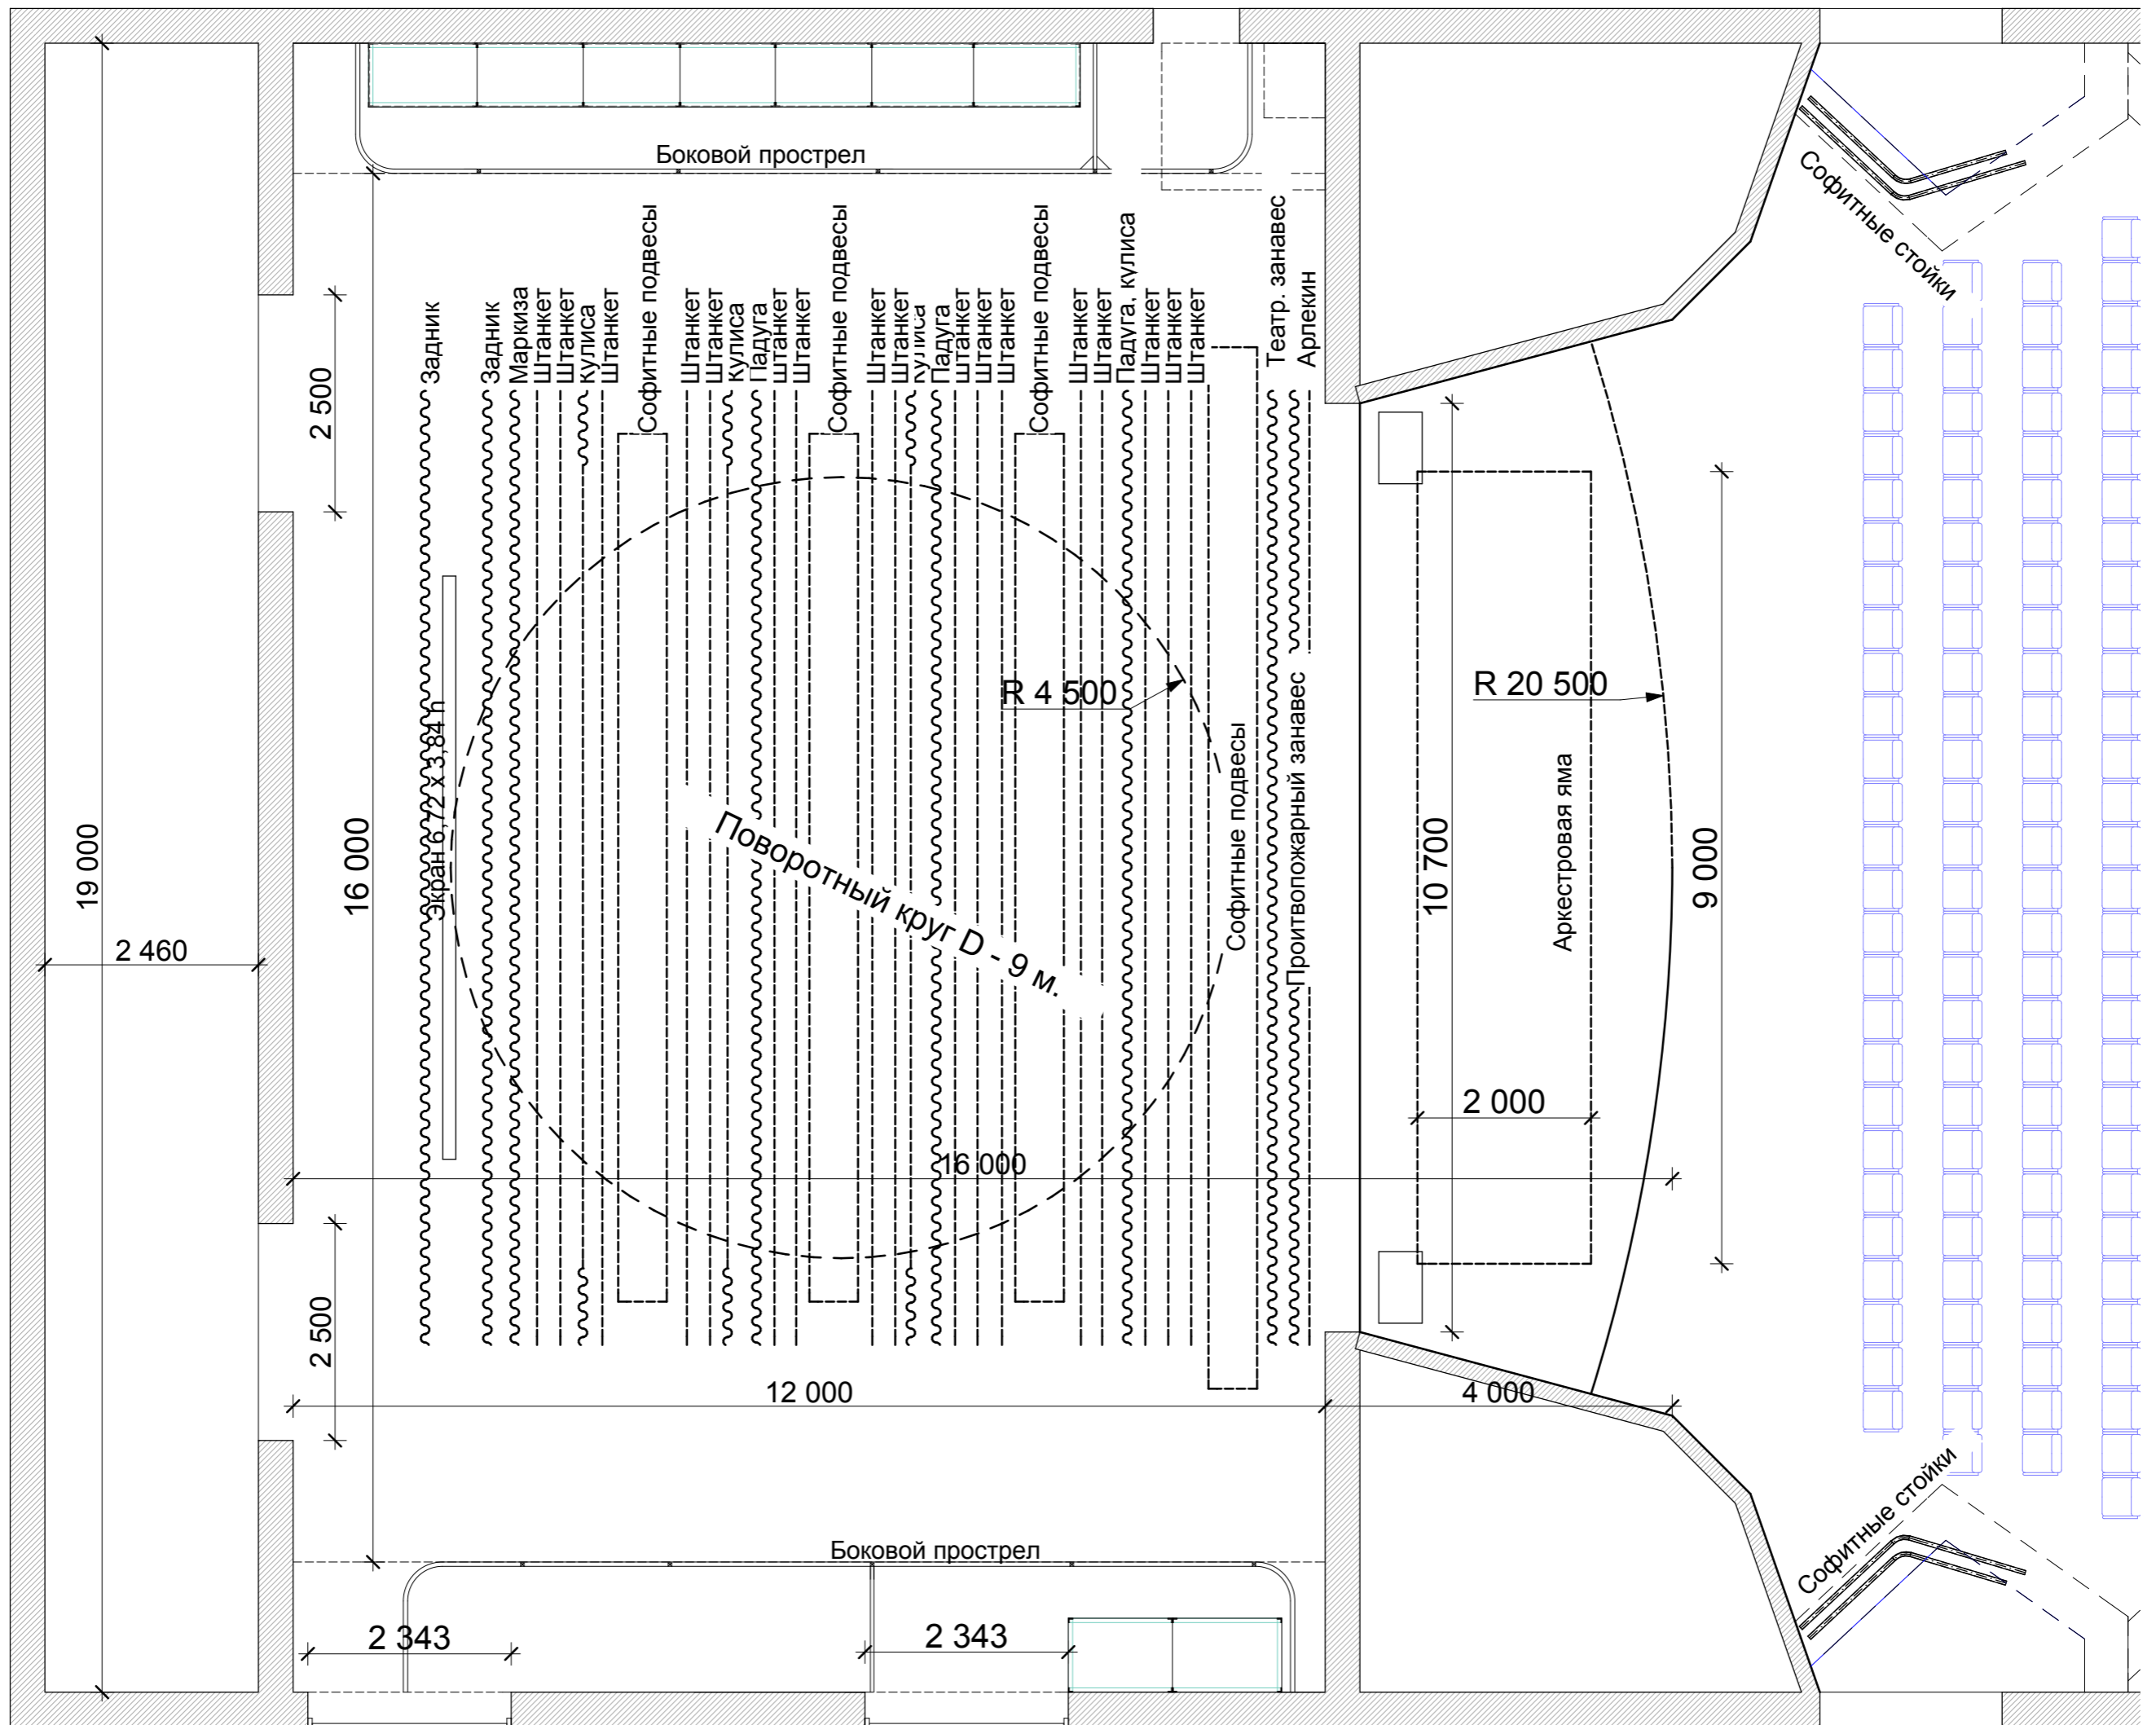 Боковой прострел
Софитные стойки
Задник
Задник
Маркиза
Штанкет
Штанкет
Кулиса
Штанкет
Софитные подвесы
Штанкет
Штанкет
Кулиса
Падуга
Штанкет
Штанкет
Софитные подвесы
Штанкет
Штанкет
Кулиса
Падуга
Штанкет
Штанкет
Штанкет
Софитные подвесы
Штанкет
Штанкет
Падуга, кулиса
Штанкет
Штанкет
Штанкет
Театр. занавес
Арлекин
2 500
R 4 500
R 20 500
Экран 6,72 x 3,84 h
Софитные подвесы
Проитвопожарный занавес
Аркестровая яма
19 000
16 000
Поворотный круг D - 9 м.
10 700
9 000
2 460
2 000
16 000
2 500
12 000
4 000
Софитные стойки
Боковой прострел
2 343
2 343